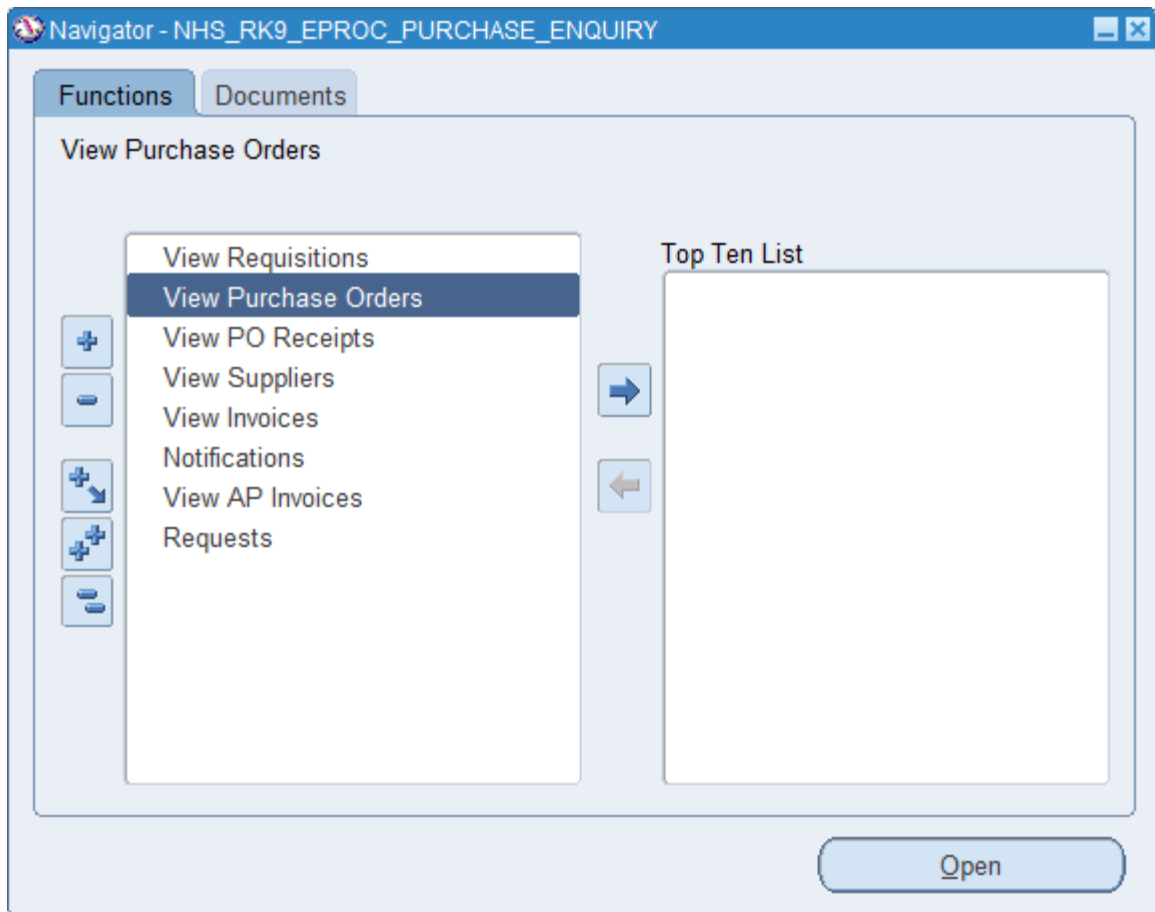 Navigator - NHS_RK9_EPROC_PURCHASE_ENQUIRY
Functions
Documents
View Purchase Orders
View Requisitions
View Purchase Orders
View PO Receipts
View Suppliers
View Invoices
Notifications
View AP Invoices
Requests
Top Ten List
Open